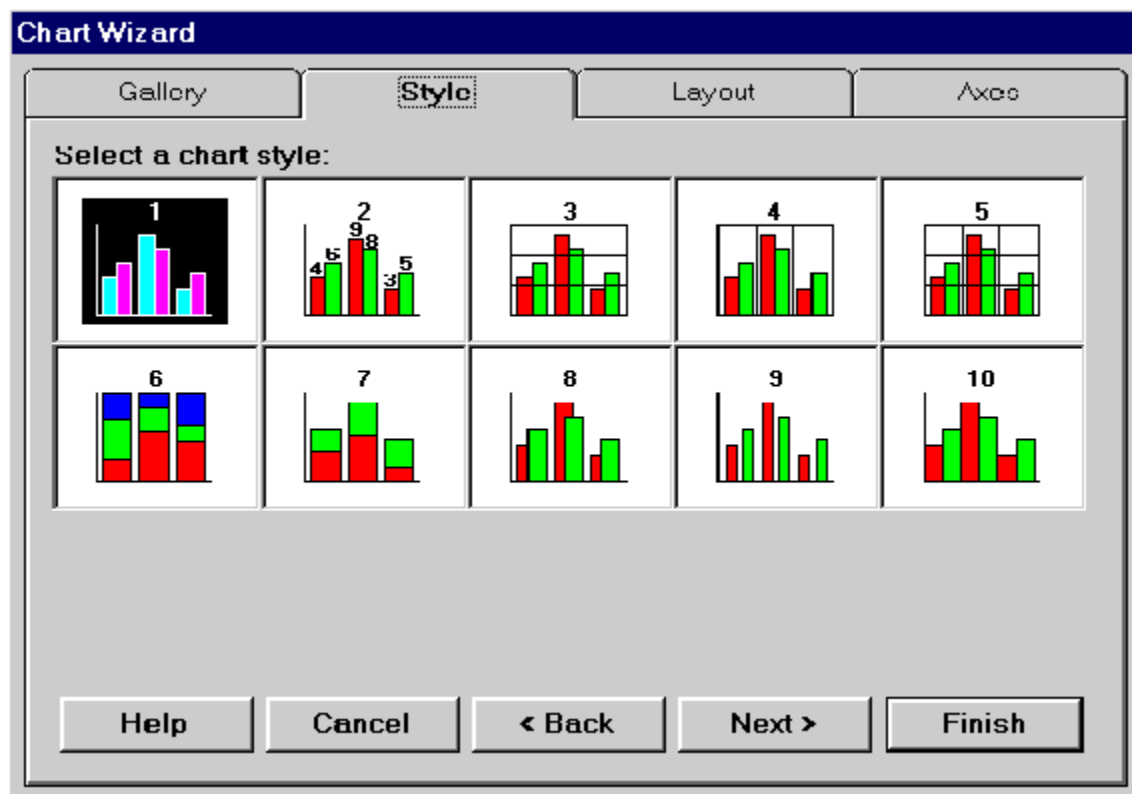 Chart Wizard
Gallery Style Layout Axes
Select a chart style:
1 2 3 4 5
4 6 9 8 3 5
6 7 8 9 10
Help Cancel < Back Next > Finish